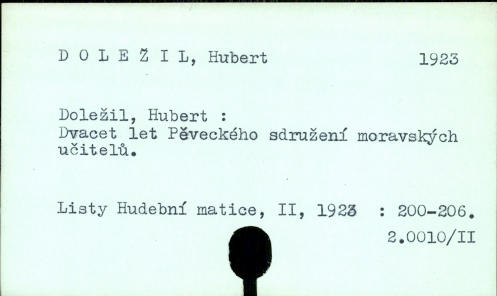 D O L E Ž I L, Hubert 1923
Doležil, Hubert :
Dvacet let Pěveckého sdružení moravských
učitelů.
Listy Hudební matice, II, 1923 : 200-206.
2.0010/II